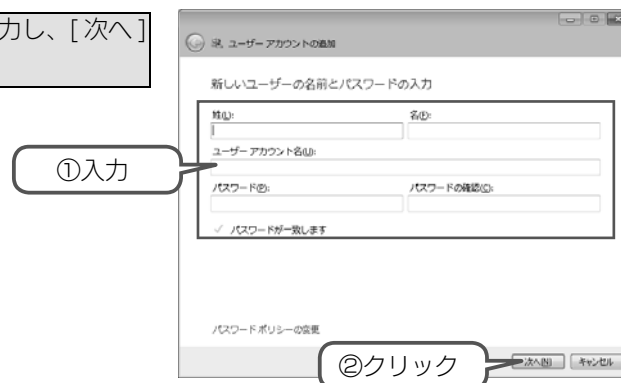 力し、[次へ]
ユーザー アカウントの追加
新しいユーザーの名前とパスワードの入力
姓(L):
名(F):
ユーザー アカウント名(U):
①入力
パスワード(P):
パスワードの確認(C):
✓ パスワードが一致します
パスワード ポリシーの変更
②クリック
次へ(N)
キャンセル